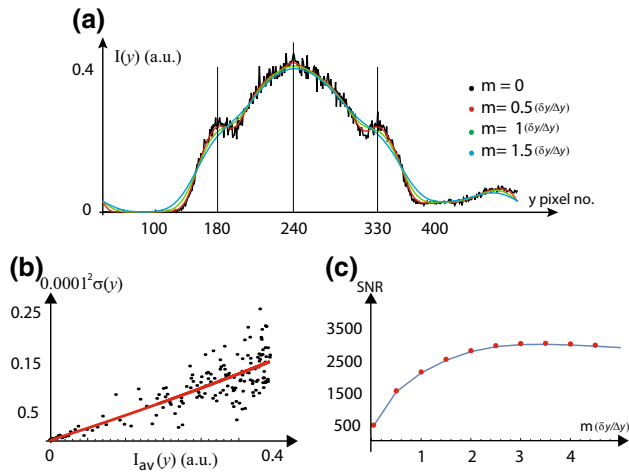 (a)
I(y) (a.u.)
0.4
0
100 180 240 330 400
y pixel no.
m = 0
m = 0.5 (δy/Δy)
m = 1 (δy/Δy)
m = 1.5 (δy/Δy)
(b)
0.0001²σ(y)
0.25
0.15
0.5
0 0.4
I_av(y) (a.u.)
(c)
SNR
3500
2500
1500
500
1 2 3 4
m (δy/Δy)